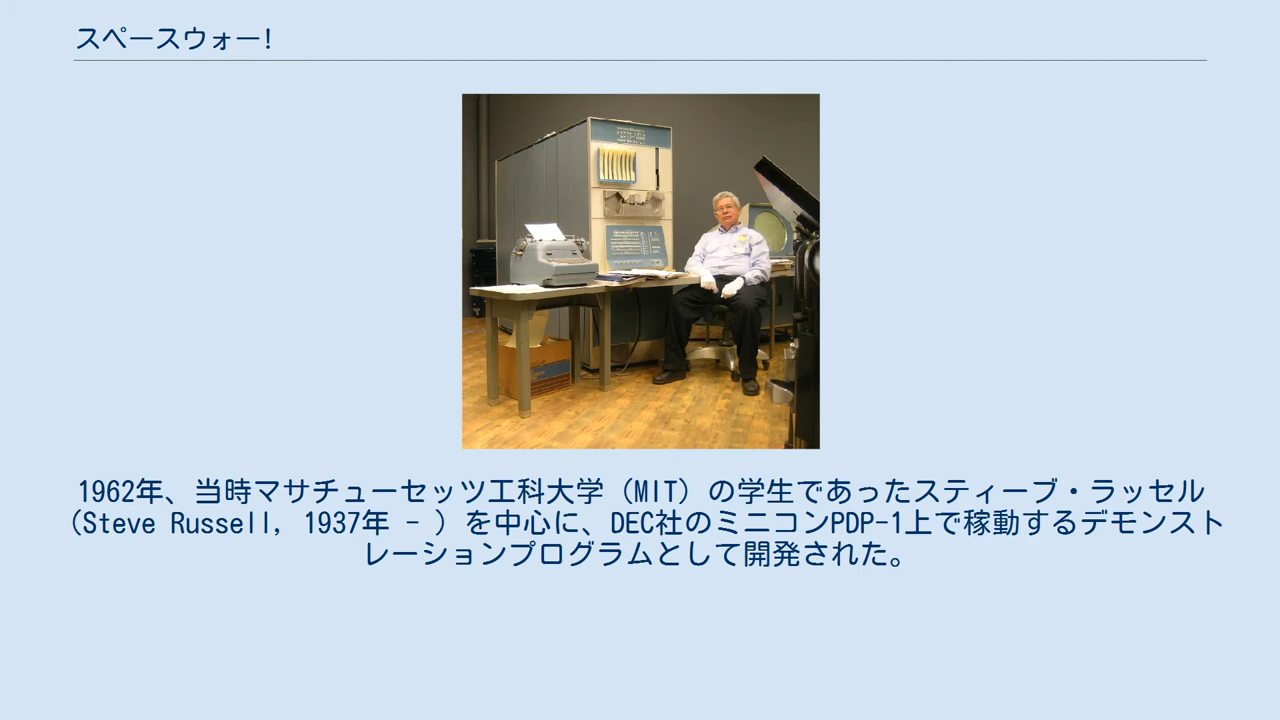 スペースウォー!
1962年、当時マサチューセッツ工科大学（MIT）の学生であったスティーブ・ラッセル
（Steve Russell, 1937年 - ）を中心に、DEC社のミニコンPDP-1上で稼動するデモンスト
レーションプログラムとして開発された。